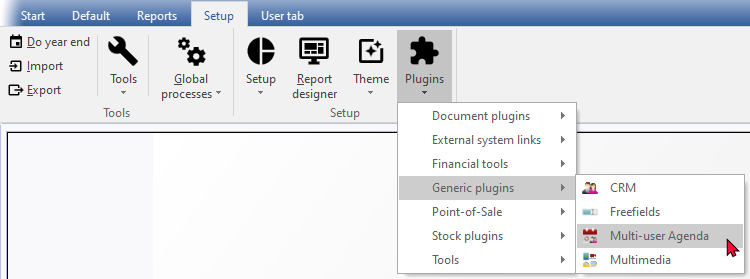 Start Default Reports Setup User tab
Do year end
Import
Export
Tools
Global
processes
Tools
Setup
Report
designer
Theme
Plugins
Setup
Document plugins
External system links
Financial tools
Generic plugins
Point-of-Sale
Stock plugins
Tools
CRM
Freefields
Multi-user Agenda
Multimedia